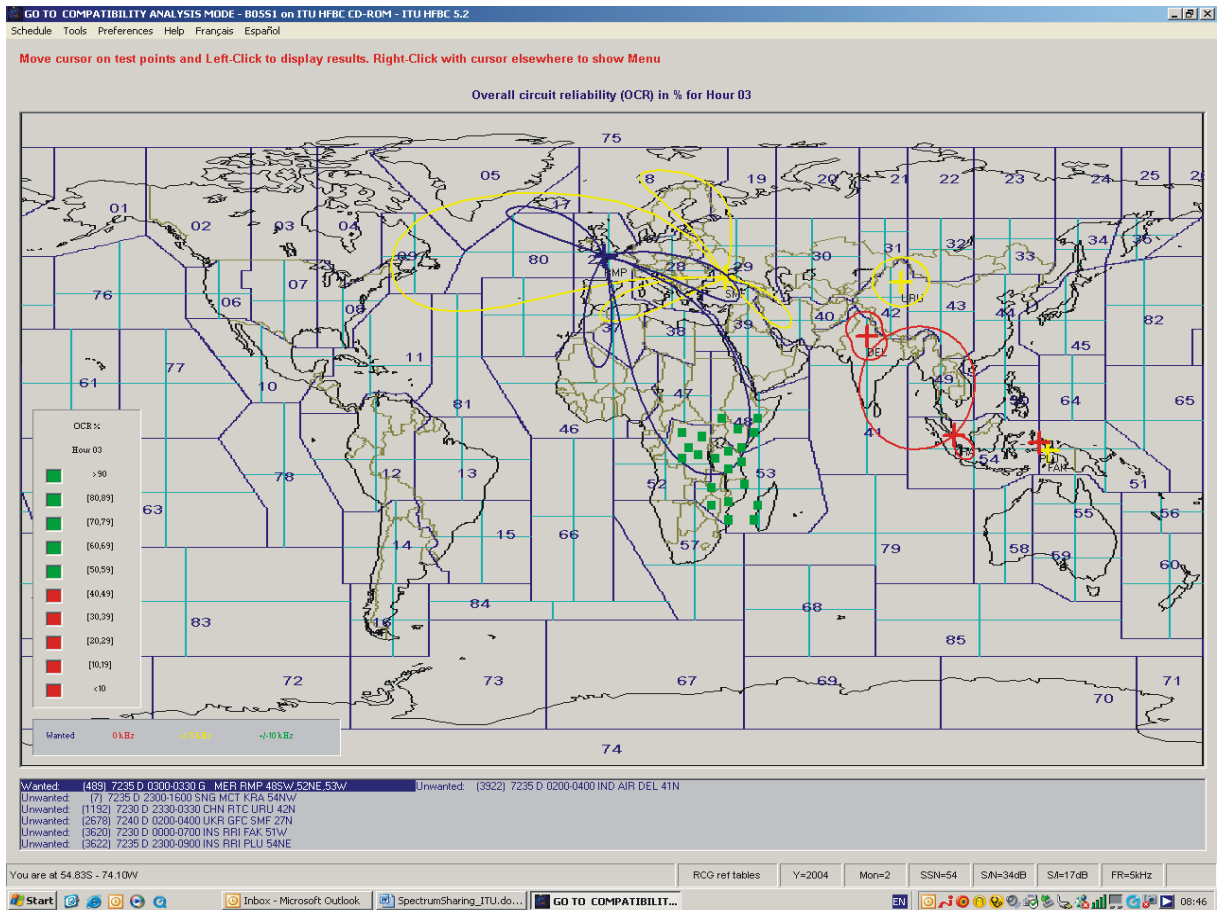 GO TO COMPATIBILITY ANALYSIS MODE - B05S1 on ITU HFBC CD-ROM - ITU HFBC 5.2
Schedule Tools Preferences Help Français Español
Move cursor on test points and Left-Click to display results. Right-Click with cursor elsewhere to show Menu
Overall circuit reliability (OCR) in % for Hour 03
75
05 18 19 20 21 22 23 24 25
01 02 03 04 17
31 32 34 35
09 80 28 29 30 33
RMP SMF URU
76 06 07 08 43
37 38 39 40 42 44 82
DEL
77 11 45
61 10 81 47 49 64 65
46 48 41
OCR %
Hour 03
>90
[80,89]
[70,79]
[60,69]
[50,59]
[40,49]
[30,39]
[20,29]
[10,19]
<10
54
FAK
78 12 13 52 53 51
63 55 56
14 15 66 57 79 58 59
60
84 68
83 16 85
72 73 67 69 71
70
74
Wanted 0 kHz +/-10 kHz
Wanted: (489) 7235 D 0300-0330 G MER RMP 48SW,52NE,53W Unwanted: (3922) 7235 D 0200-0400 IND AIR DEL 41N
Unwanted: (7) 7235 D 2300-1600 SNG MCT KRA 54NW
Unwanted: (1192) 7230 D 2330-0330 CHN RTC URU 42N
Unwanted: (2678) 7240 D 0200-0400 UKR GFC SMF 27N
Unwanted: (3620) 7230 D 0000-0700 INS RRI FAK 51W
Unwanted: (3622) 7235 D 2300-0900 INS RRI PLU 54NE
You are at 54.83S - 74.10W RCG ref tables Y=2004 Mon=2 SSN=54 S/N=34dB S/I=17dB FR=5kHz
Start Inbox - Microsoft Outlook SpectrumSharing_ITU.do... GO TO COMPATIBILIT... EN 08:46